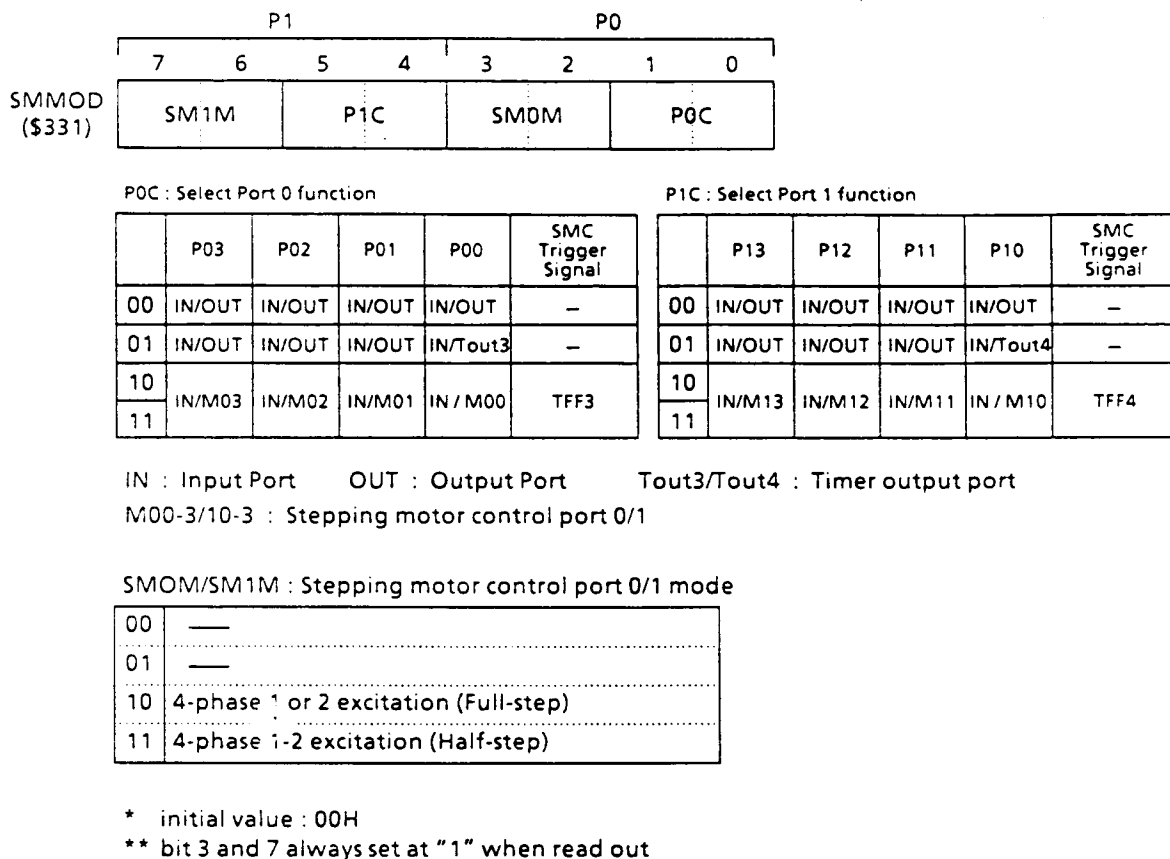 P1 P0
7 6 5 4 3 2 1 0
SMMOD ($331) SM1M P1C SM0M P0C
P0C : Select Port 0 function
P03 P02 P01 P00 SMC Trigger Signal
00 IN/OUT IN/OUT IN/OUT IN/OUT –
01 IN/OUT IN/OUT IN/OUT IN/Tout3 –
10
11 IN/M03 IN/M02 IN/M01 IN / M00 TFF3
P1C : Select Port 1 function
P13 P12 P11 P10 SMC Trigger Signal
00 IN/OUT IN/OUT IN/OUT IN/OUT –
01 IN/OUT IN/OUT IN/OUT IN/Tout4 –
10
11 IN/M13 IN/M12 IN/M11 IN / M10 TFF4
IN : Input Port OUT : Output Port Tout3/Tout4 : Timer output port
M00-3/10-3 : Stepping motor control port 0/1
SMOM/SM1M : Stepping motor control port 0/1 mode
00 —
01 —
10 4-phase 1 or 2 excitation (Full-step)
11 4-phase 1-2 excitation (Half-step)
* initial value : 00H
** bit 3 and 7 always set at "1" when read out